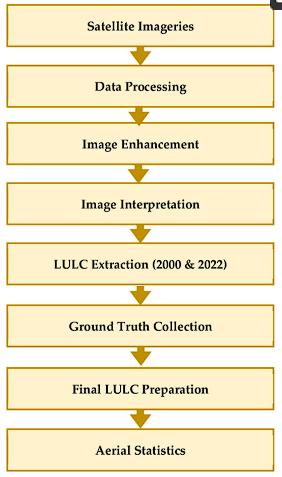 Satellite Imageries
Data Processing
Image Enhancement
Image Interpretation
LULC Extraction (2000 & 2022)
Ground Truth Collection
Final LULC Preparation
Aerial Statistics